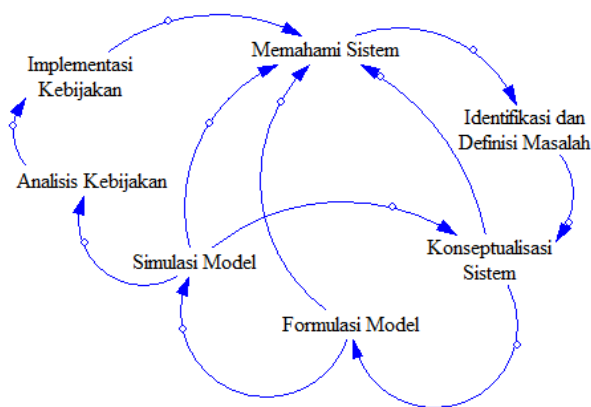 Memahami Sistem
Implementasi
Kebijakan
Identifikasi dan
Definisi Masalah
Analisis Kebijakan
Konseptualisasi
Sistem
Simulasi Model
Formulasi Model